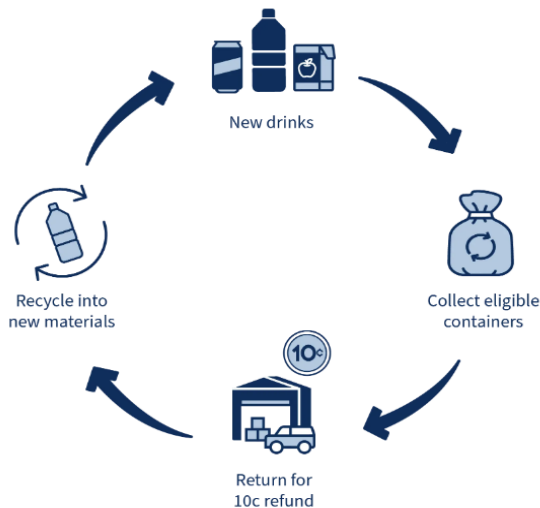 New drinks
Collect eligible
containers
10c
Return for
10c refund
Recycle into
new materials